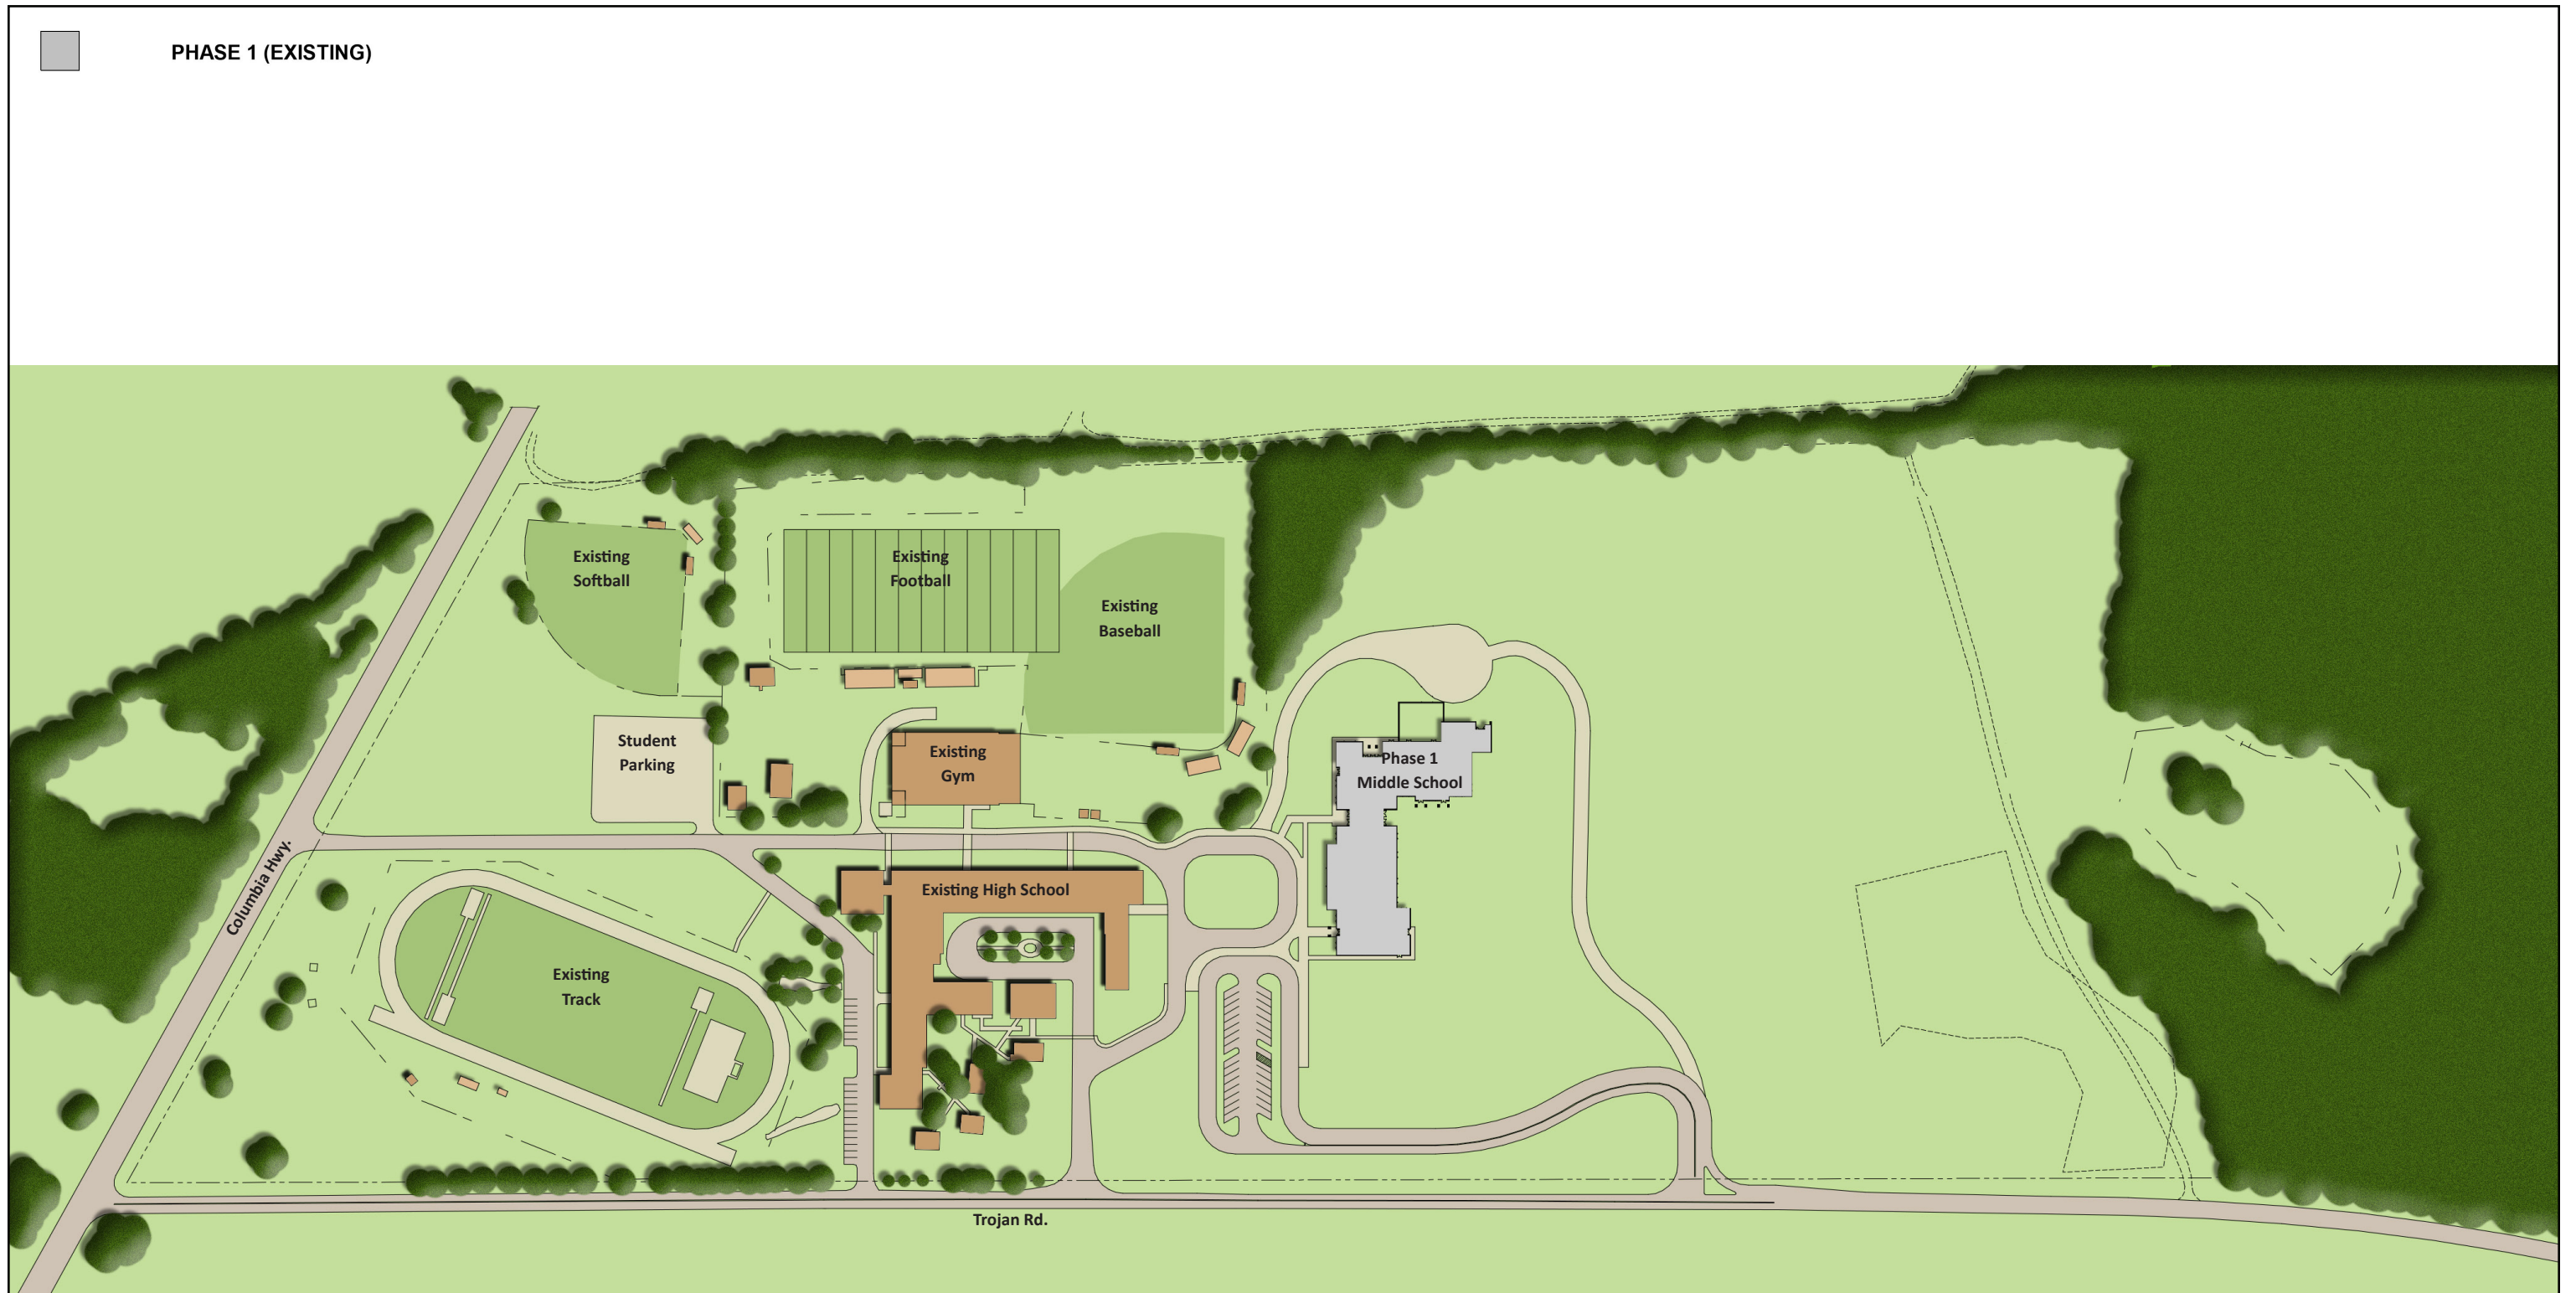 PHASE 1 (EXISTING)
Existing
Softball
Existing
Football
Existing
Baseball
Student
Parking
Existing
Gym
Phase 1
Middle School
Columbia Hwy.
Existing High School
Existing
Track
Trojan Rd.